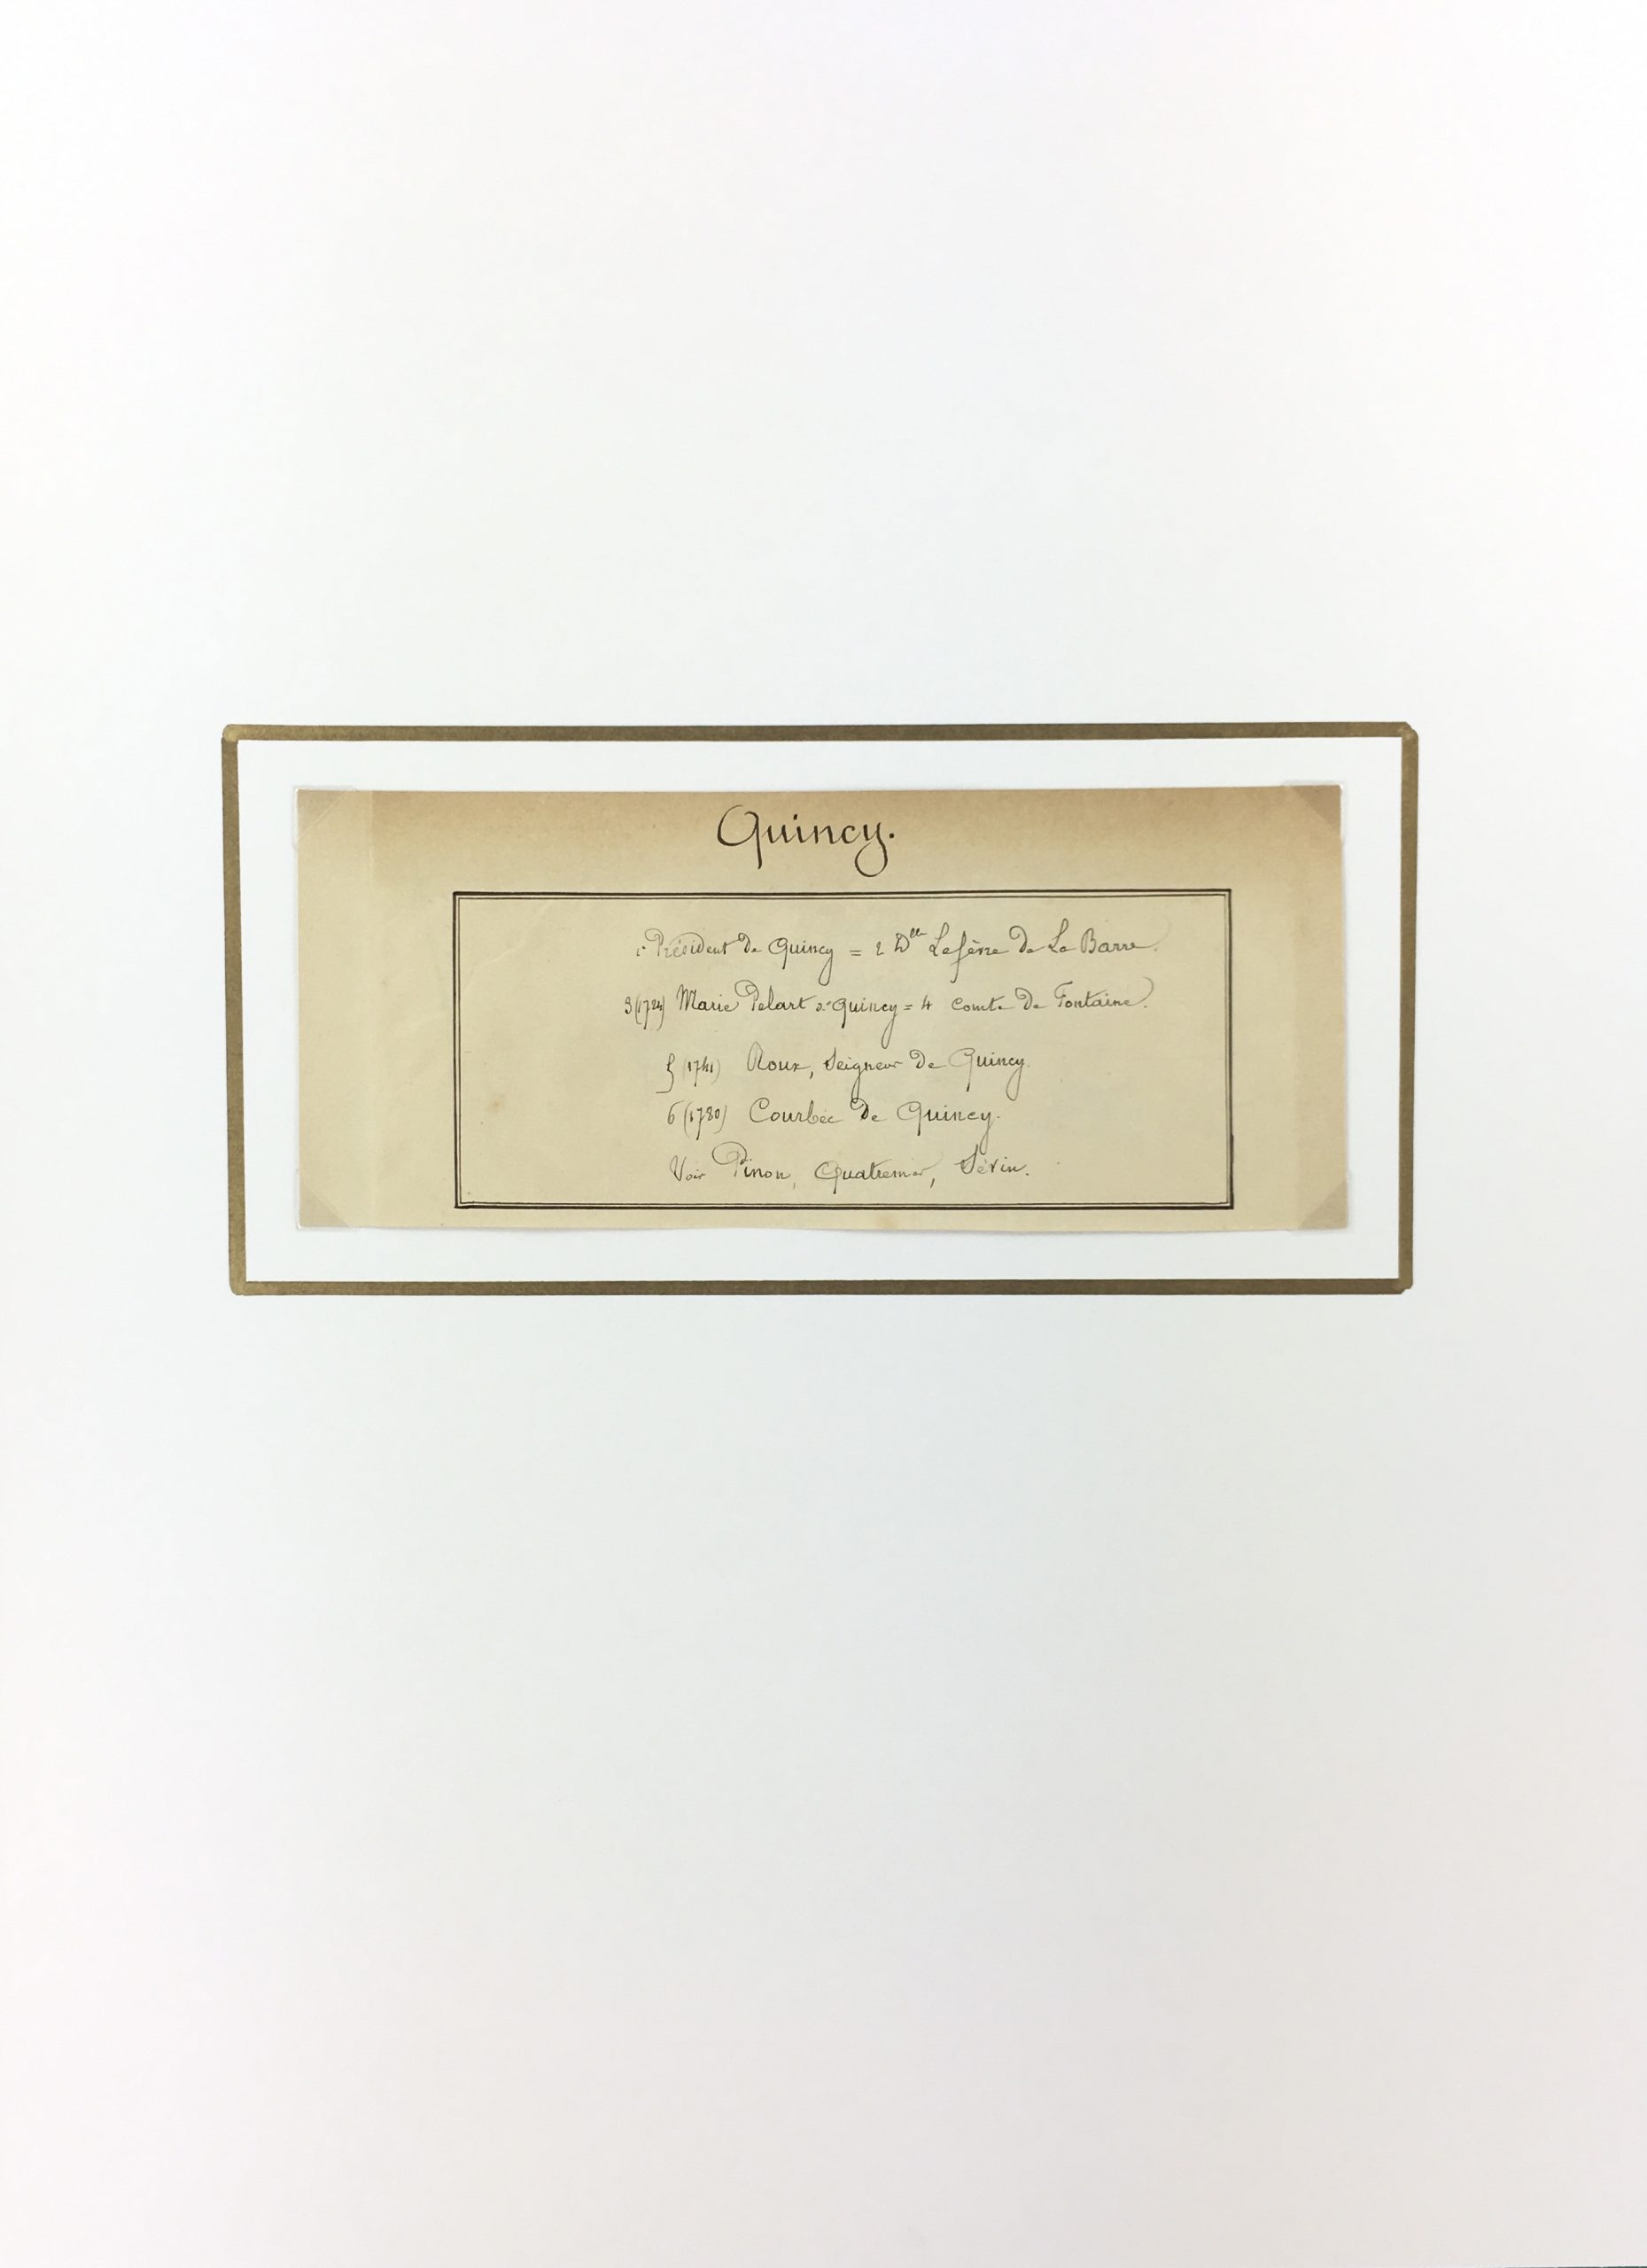 Quincy.
1º Président de Quincy = 2 Dlle Lefèvre de La Barre.
3 (1724) Marie Pelart de Quincy = 4 Comte de Fontaine.
5 (1741) Roux, Seigneur de Quincy.
6 (1780) Courbée de Quincy.
Voir Pinon, Quatremer, Sévin.